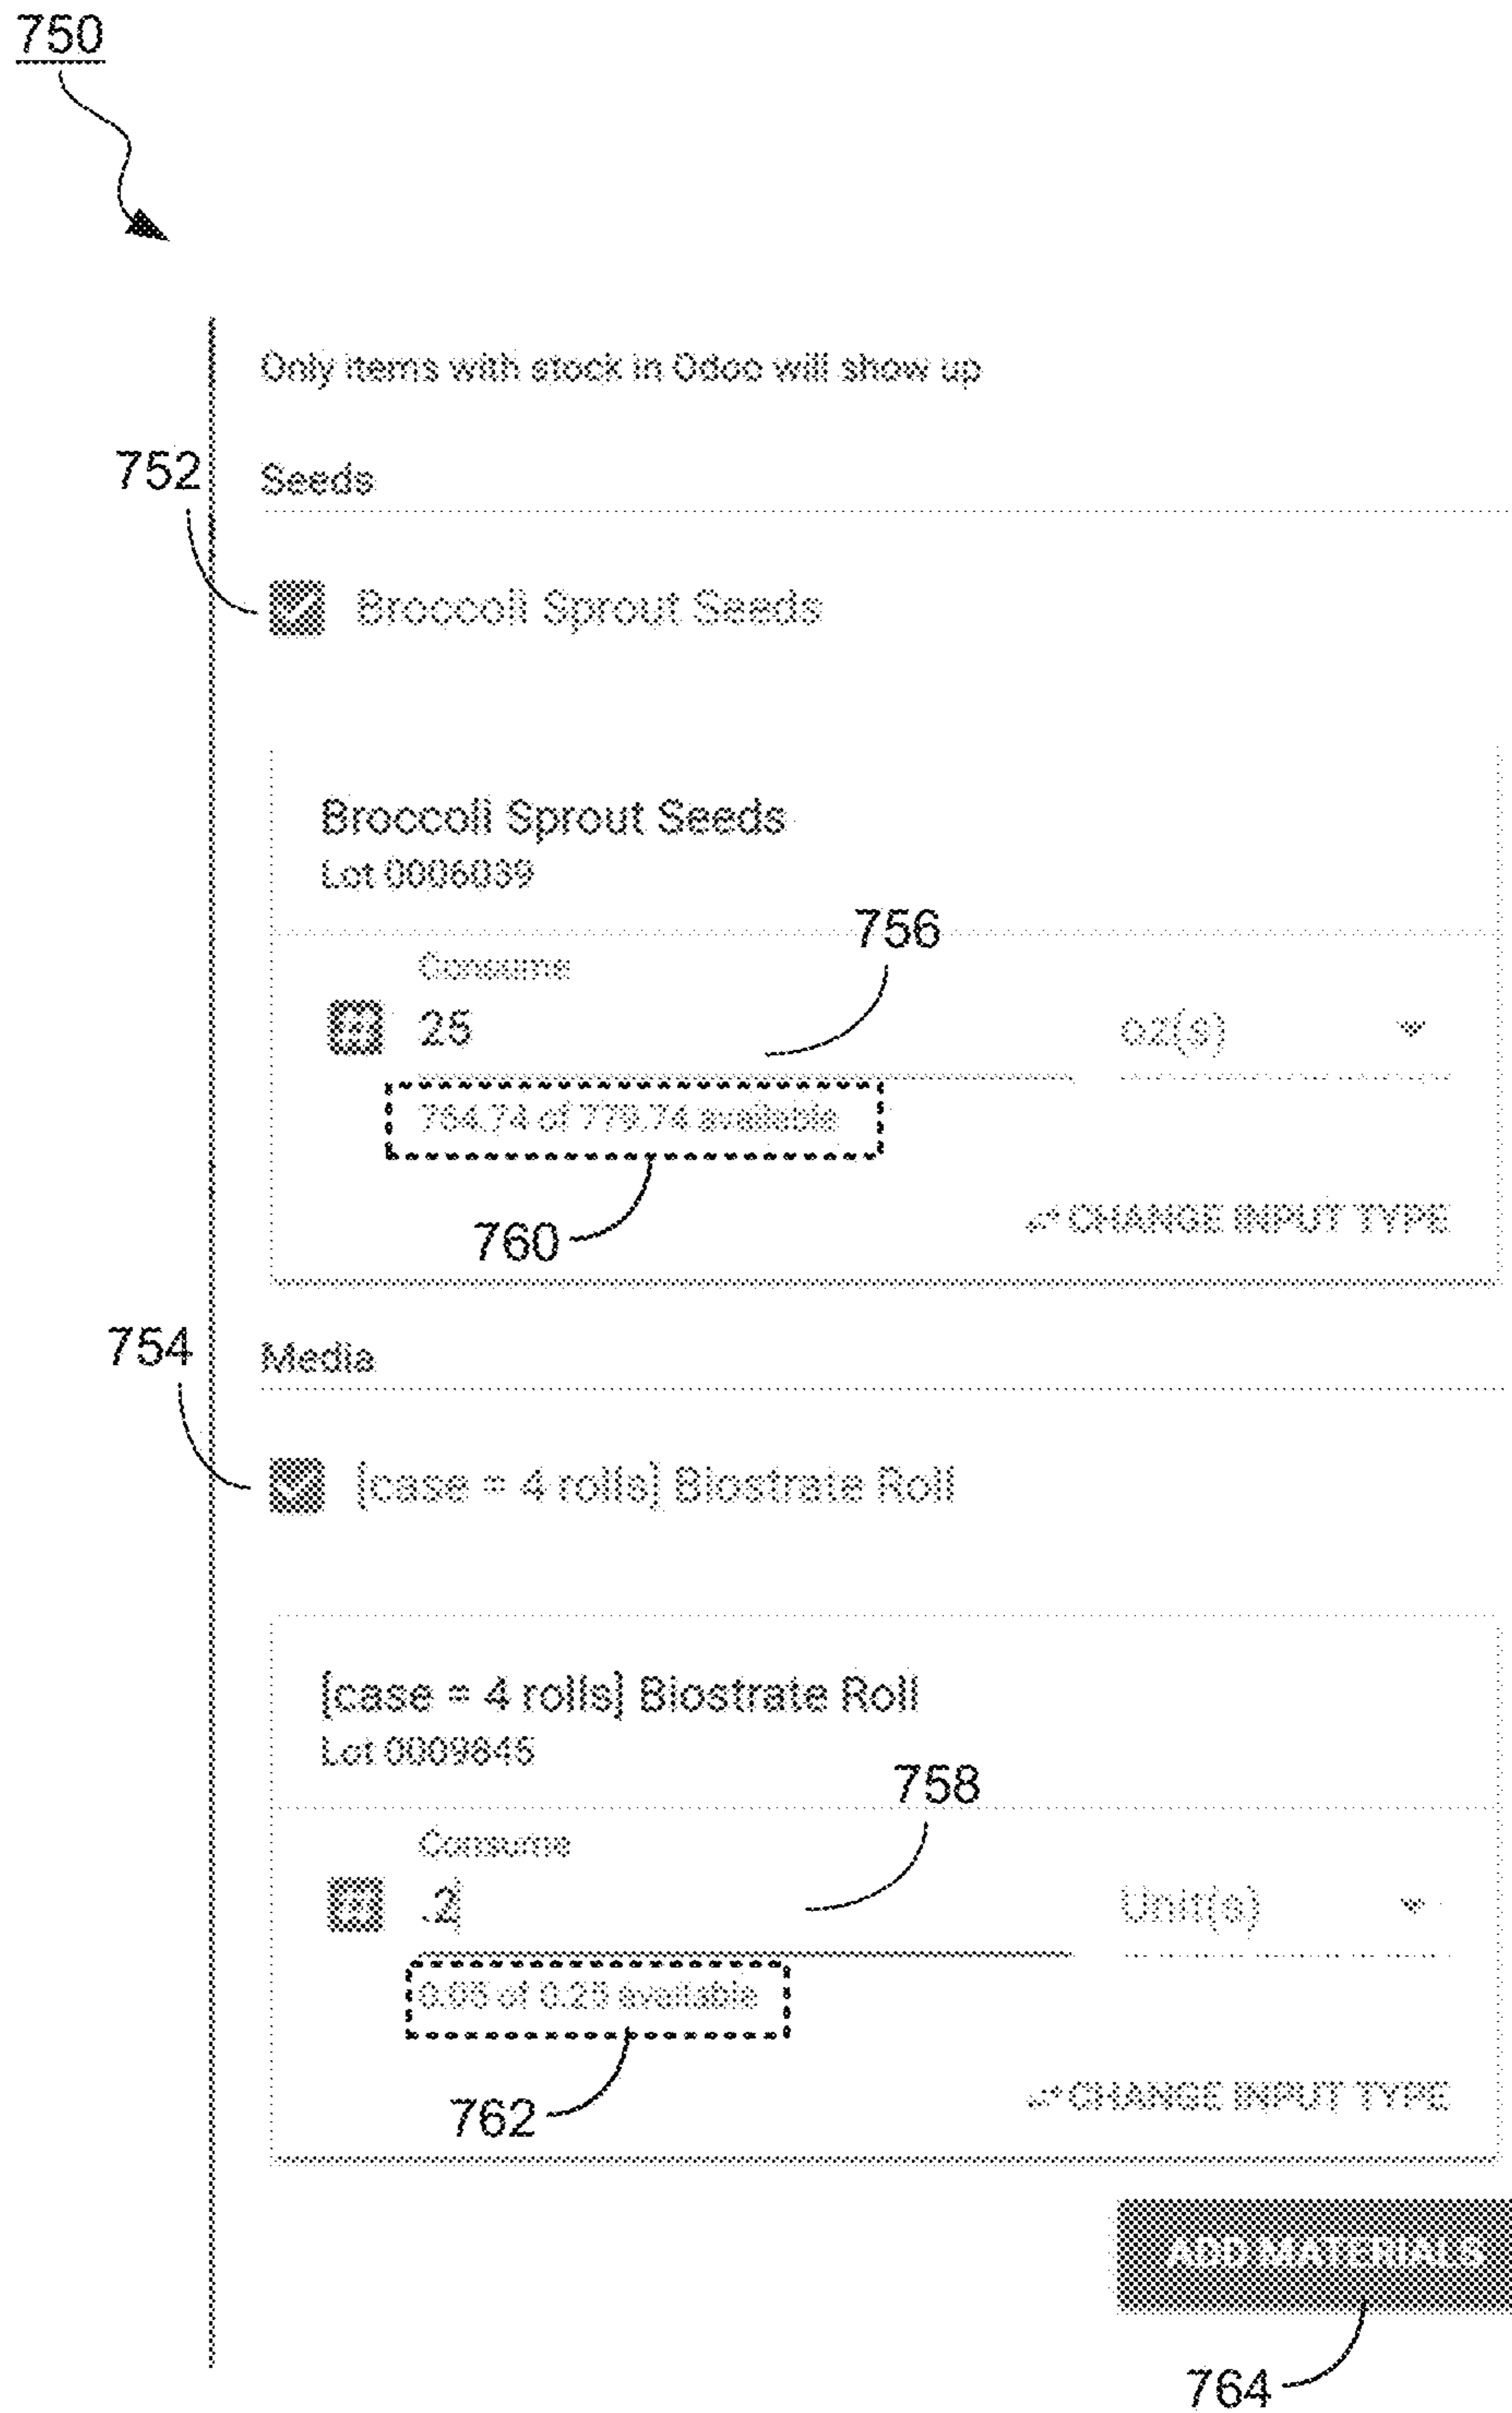 750
Only items with stock in Odoo will show up
752
Seeds
Broccoli Sprout Seeds
Broccoli Sprout Seeds
Lot 0006039
756
Consume
25
oz(s)
754.74 of 779.74 available
760
CHANGE INPUT TYPE
754
Media
[case = 4 rolls] Biostrate Roll
[case = 4 rolls] Biostrate Roll
Lot 0009845
758
Consume
.2
Unit(s)
0.05 of 0.25 available
762
CHANGE INPUT TYPE
ADD MATERIALS
764